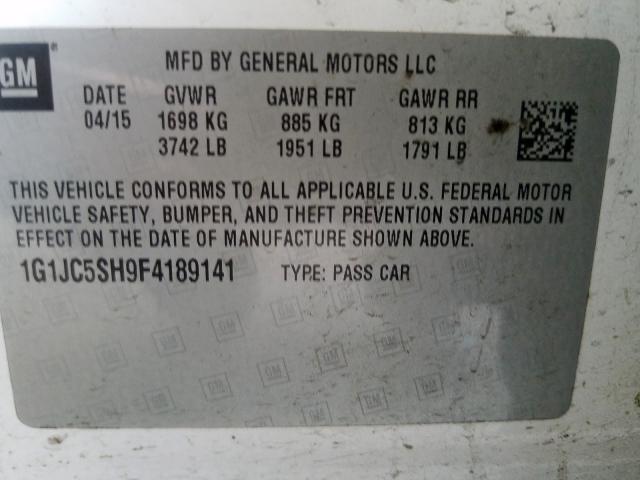 GM
MFD BY GENERAL MOTORS LLC
DATE GVWR GAWR FRT GAWR RR
04/15 1698 KG 885 KG 813 KG
3742 LB 1951 LB 1791 LB
THIS VEHICLE CONFORMS TO ALL APPLICABLE U.S. FEDERAL MOTOR
VEHICLE SAFETY, BUMPER, AND THEFT PREVENTION STANDARDS IN
EFFECT ON THE DATE OF MANUFACTURE SHOWN ABOVE.
1G1JC5SH9F4189141 TYPE: PASS CAR